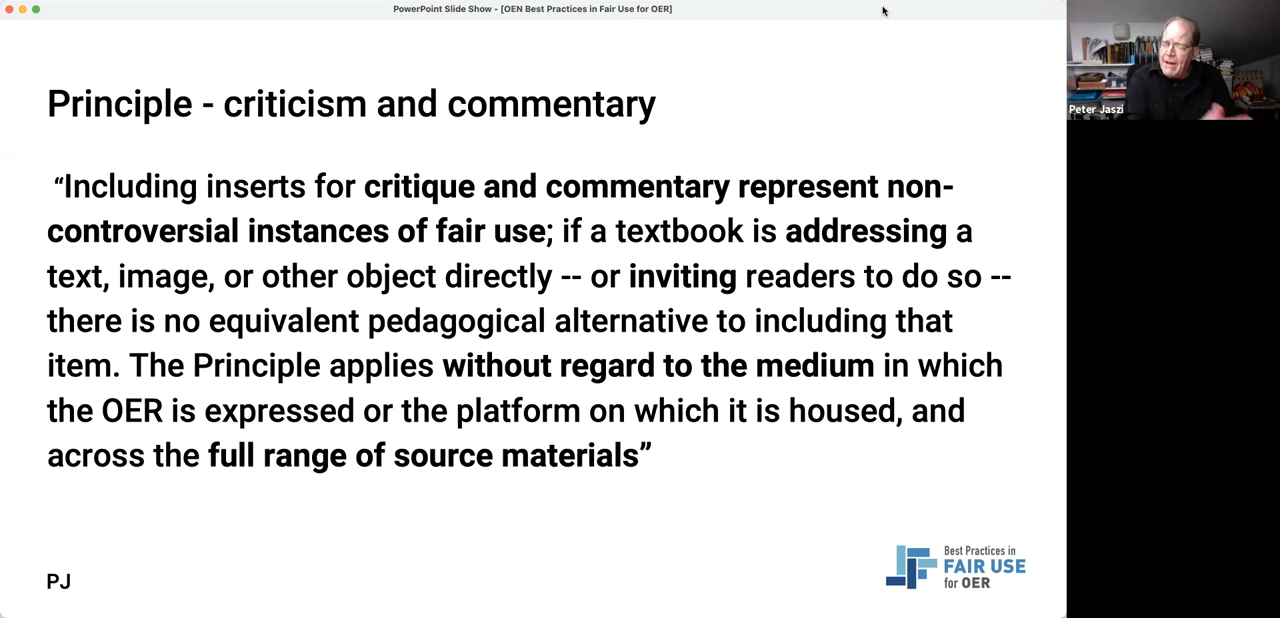 PowerPoint Slide Show - [OEN Best Practices in Fair Use for OER]
Principle - criticism and commentary
“Including inserts for critique and commentary represent non-
controversial instances of fair use; if a textbook is addressing a
text, image, or other object directly -- or inviting readers to do so --
there is no equivalent pedagogical alternative to including that
item. The Principle applies without regard to the medium in which
the OER is expressed or the platform on which it is housed, and
across the full range of source materials”
PJ
Best Practices in
FAIR USE
for OER
Peter Jaszi